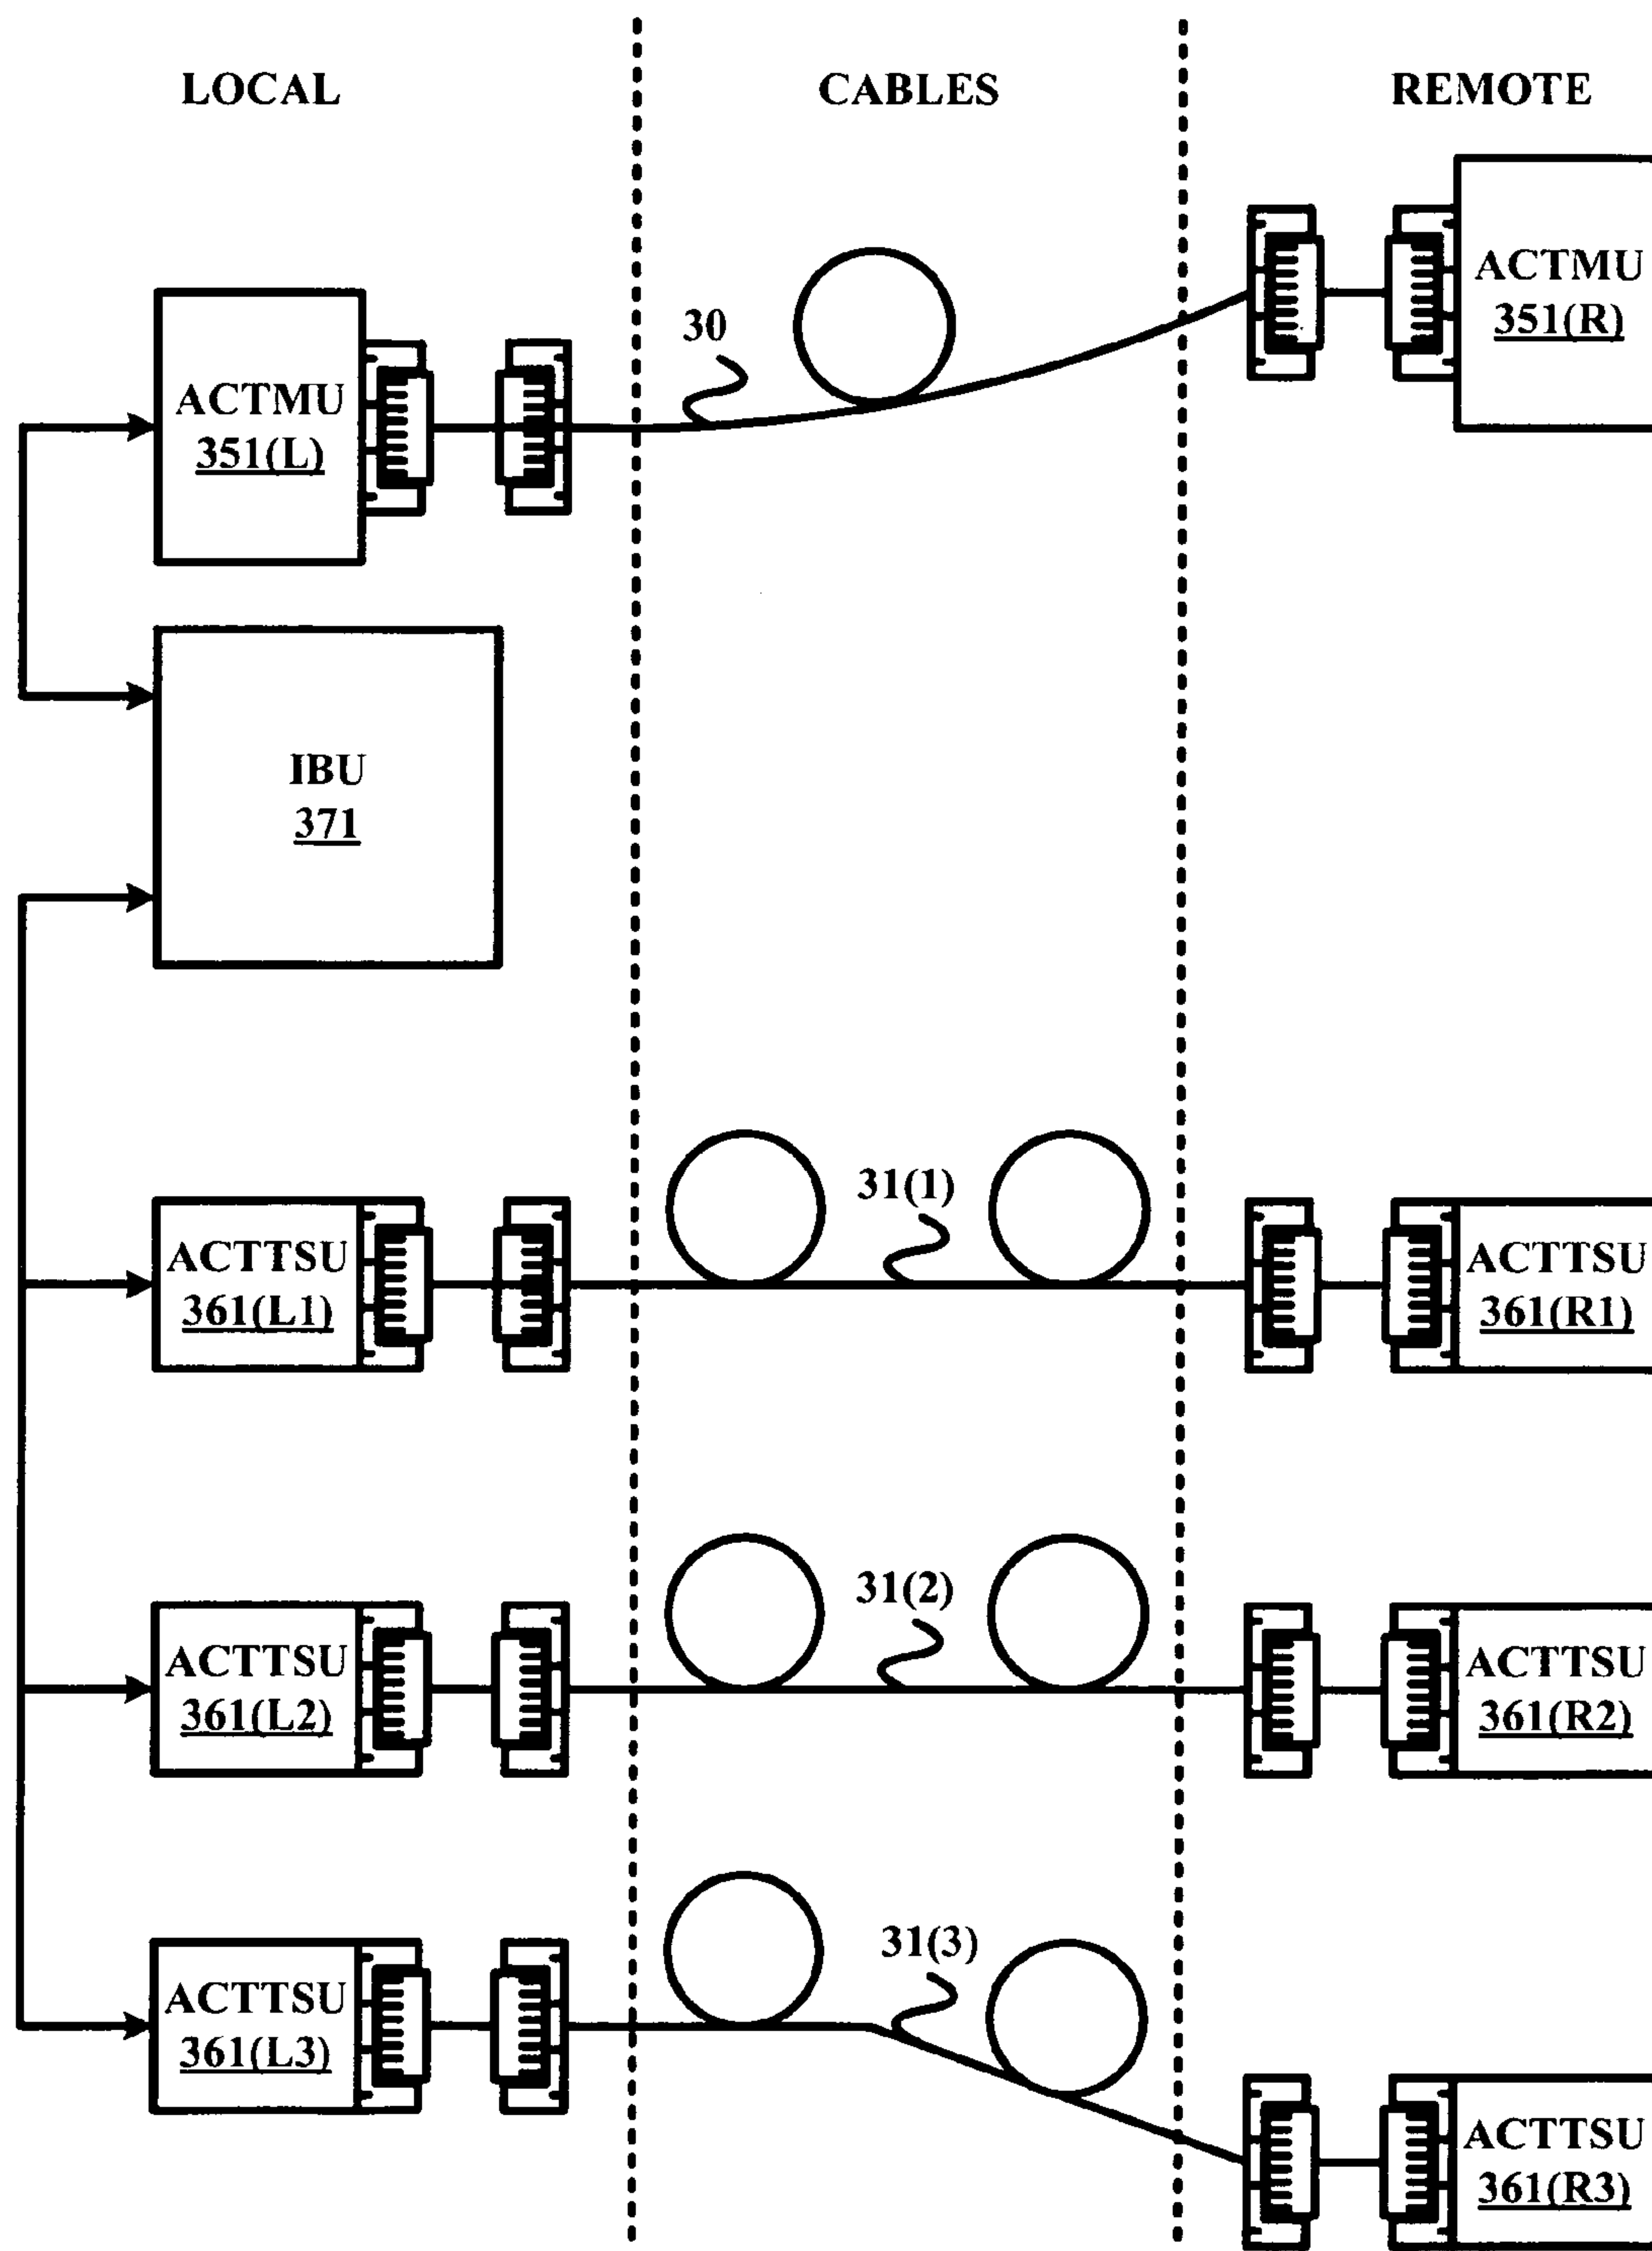 LOCAL
CABLES
REMOTE
ACTMU
351(R)
30
ACTMU
351(L)
IBU
371
31(1)
ACTTSU
361(L1)
ACTTSU
361(R1)
31(2)
ACTTSU
361(L2)
ACTTSU
361(R2)
31(3)
ACTTSU
361(L3)
ACTTSU
361(R3)